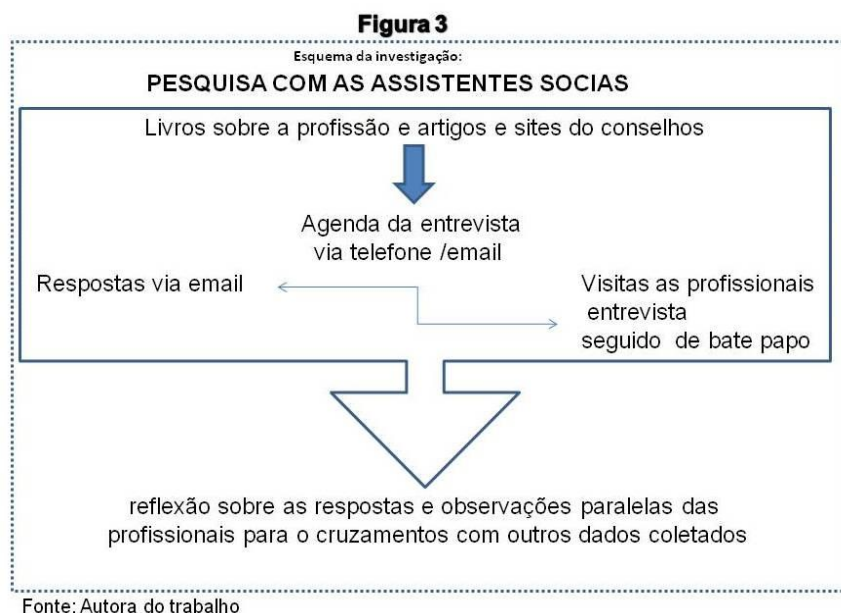 Figura 3
Esquema da investigação:
PESQUISA COM AS ASSISTENTES SOCIAS
Livros sobre a profissão e artigos e sites do conselhos
Agenda da entrevista
via telefone /email
Respostas via email
Visitas as profissionais
entrevista
seguido de bate papo
reflexão sobre as respostas e observações paralelas das
profissionais para o cruzamentos com outros dados coletados
Fonte: Autora do trabalho